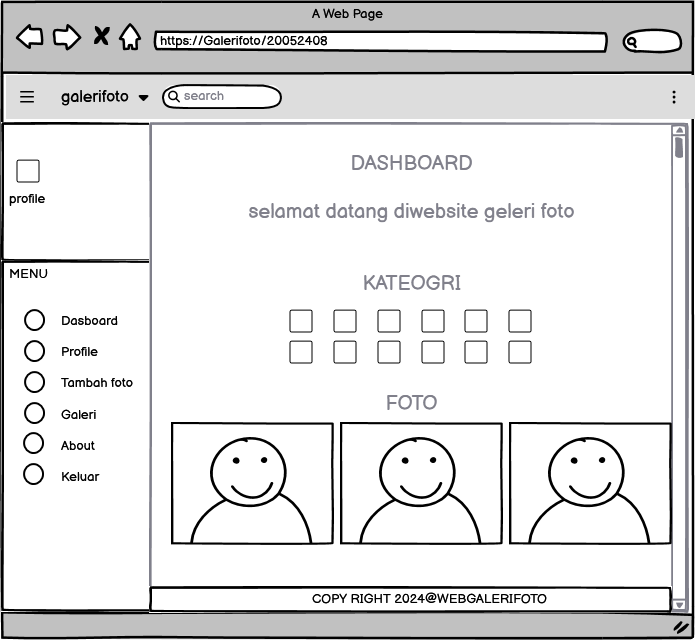 A Web Page
https://Galerifoto/20052408
galerifoto
search
profile
MENU
Dasboard
Profile
Tambah foto
Galeri
About
Keluar
DASHBOARD
selamat datang diwebsite geleri foto
KATEOGRI
FOTO
COPY RIGHT 2024@WEBGALERIFOTO